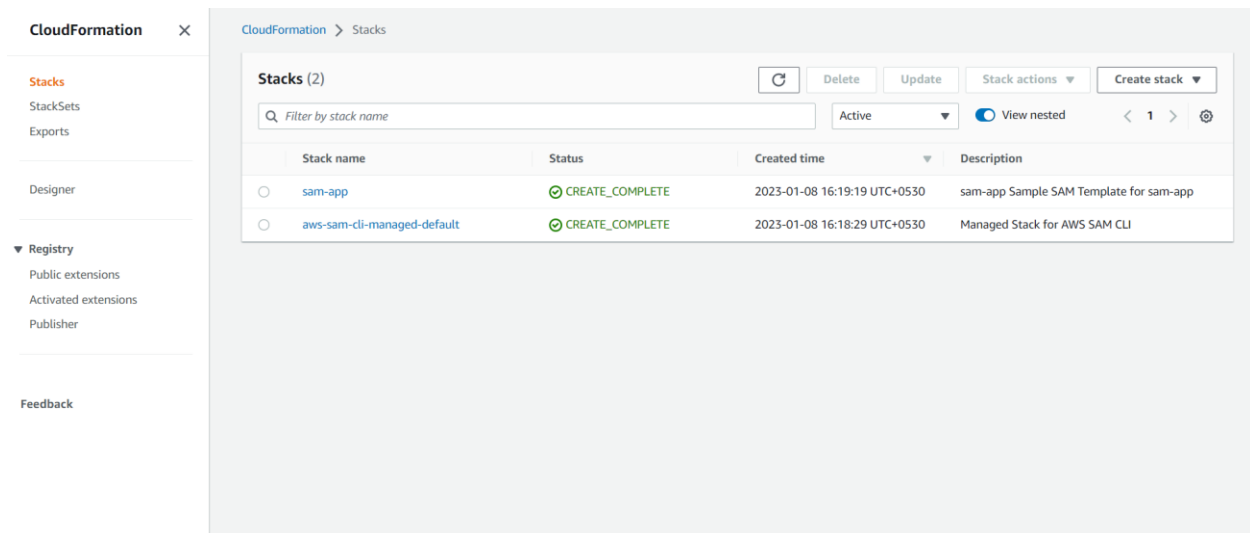 CloudFormation
Stacks
StackSets
Exports
Designer
Registry
Public extensions
Activated extensions
Publisher
Feedback
CloudFormation > Stacks
Stacks (2)
Delete Update Stack actions Create stack
Filter by stack name Active View nested 1
Stack name Status Created time Description
sam-app CREATE_COMPLETE 2023-01-08 16:19:19 UTC+0530 sam-app Sample SAM Template for sam-app
aws-sam-cli-managed-default CREATE_COMPLETE 2023-01-08 16:18:29 UTC+0530 Managed Stack for AWS SAM CLI